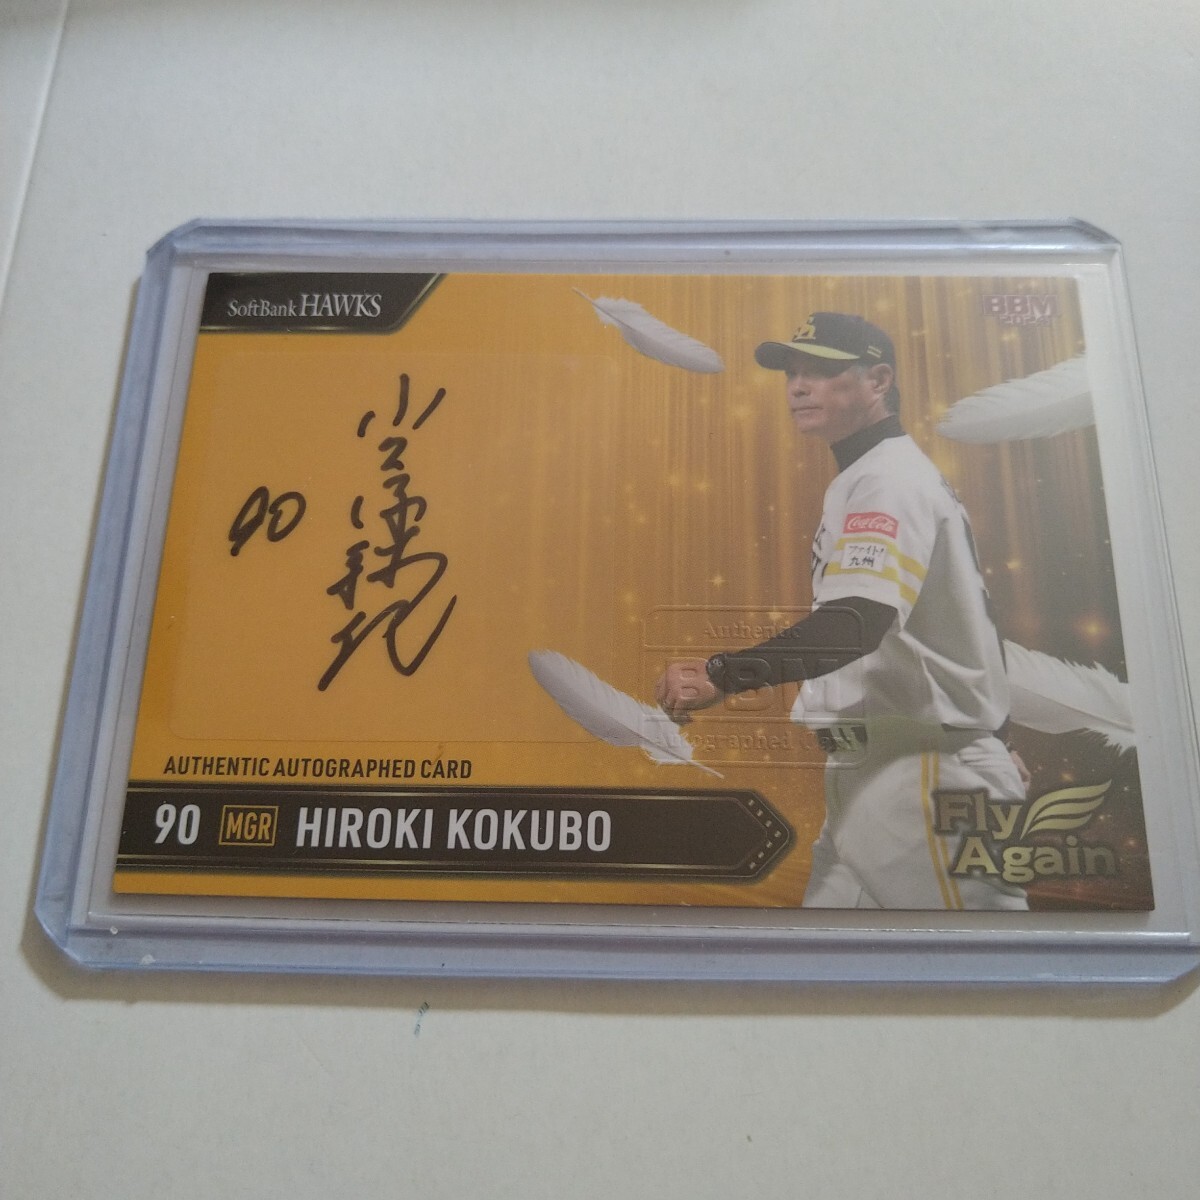 SoftBank HAWKS
BBM
SH
小久保裕紀
90
Coca-Cola
ファイト!
九州
Authentic
BBM
Autographed Card
AUTHENTIC AUTOGRAPHED CARD
90 MGR HIROKI KOKUBO
Fly
Again